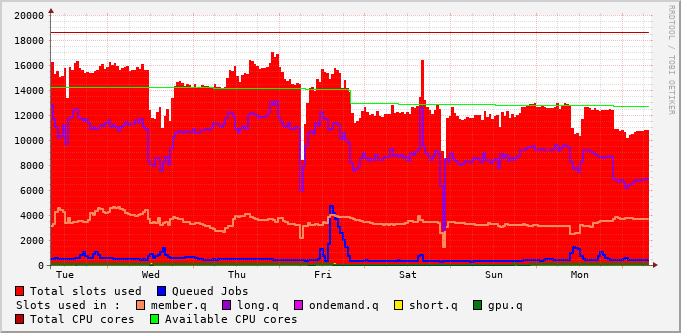 20000
18000
16000
14000
12000
10000
8000
6000
4000
2000
0
Tue Wed Thu Fri Sat Sun Mon
RRDTOOL / TOBI OETIKER
Total slots used Queued Jobs
Slots used in : member.q long.q ondemand.q short.q gpu.q
Total CPU cores Available CPU cores